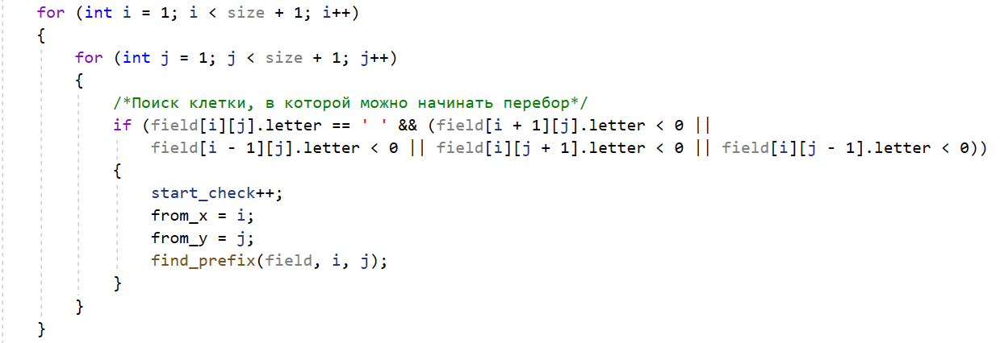 for (int i = 1; i < size + 1; i++)
{
for (int j = 1; j < size + 1; j++)
{
/*Поиск клетки, в которой можно начинать перебор*/
if (field[i][j].letter == ' ' && (field[i + 1][j].letter < 0 ||
field[i - 1][j].letter < 0 || field[i][j + 1].letter < 0 || field[i][j - 1].letter < 0))
{
start_check++;
from_x = i;
from_y = j;
find_prefix(field, i, j);
}
}
}